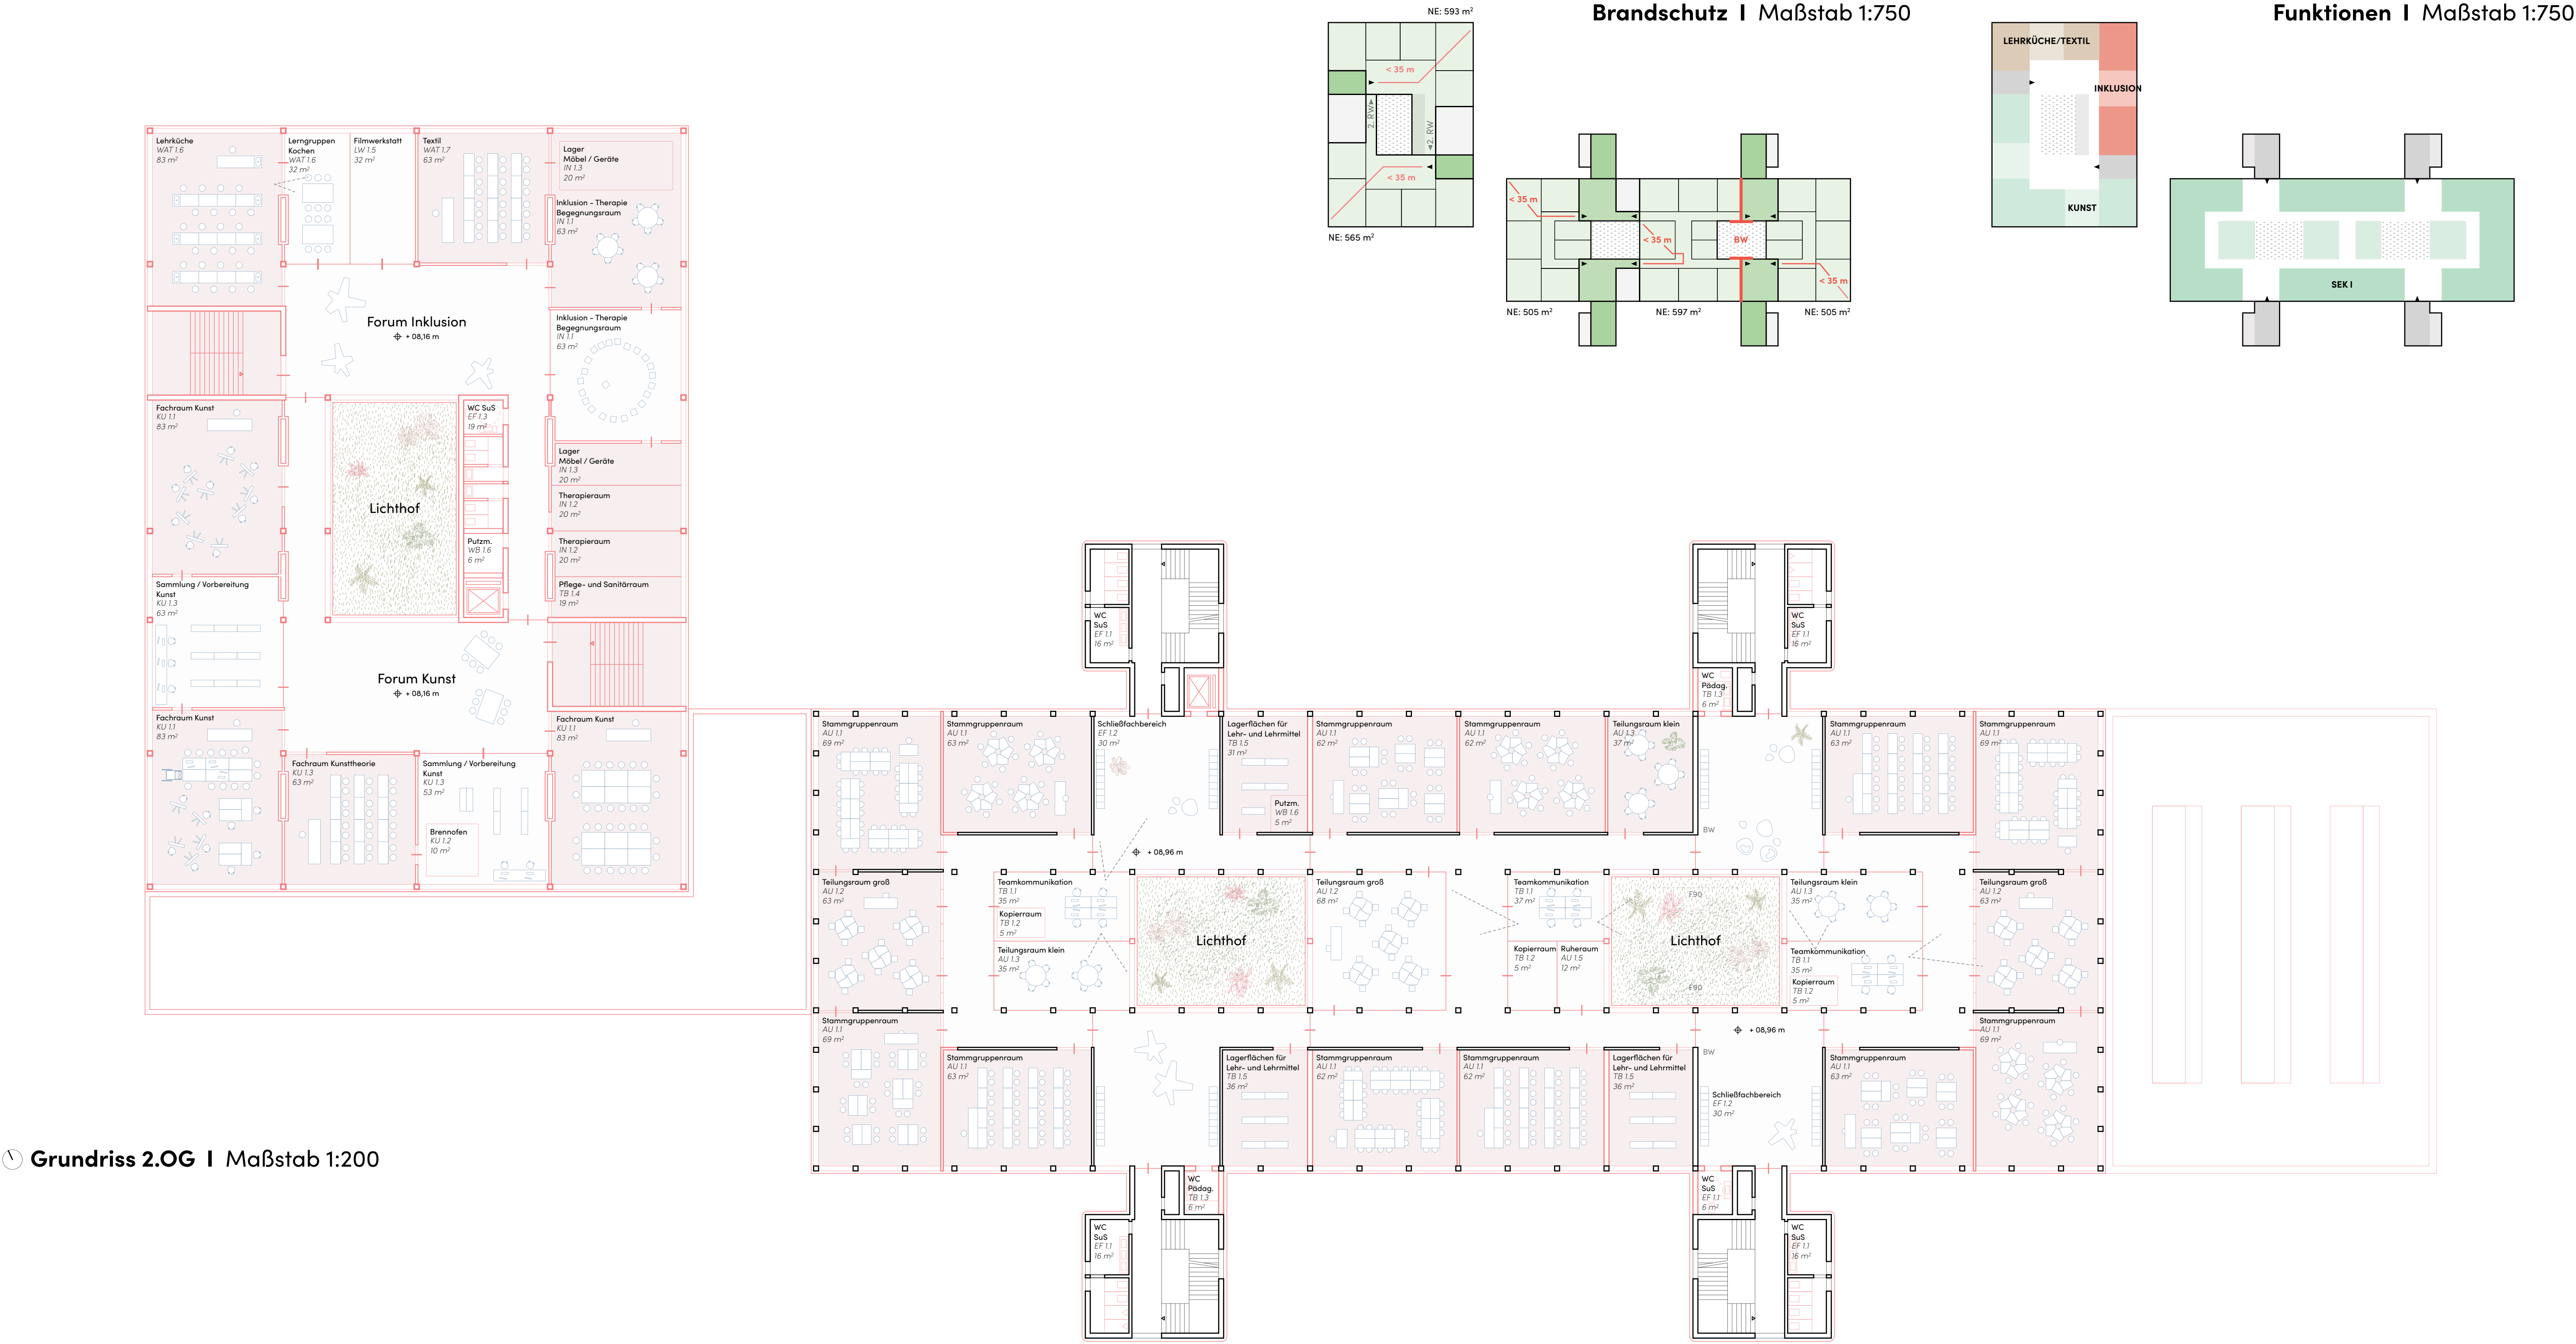 Brandschutz I Maßstab 1:750
Funktionen I Maßstab 1:750
NE: 593 m²
< 35 m
2. RW
2. RW
< 35 m
NE: 565 m²
< 35 m
< 35 m
BW
< 35 m
NE: 505 m²
NE: 597 m²
NE: 505 m²
LEHRKÜCHE/TEXTIL
INKLUSION
KUNST
SEK I
Lehrküche
WAT 1.6
83 m²
Lerngruppen
Kochen
WAT 1.6
32 m²
Filmwerkstatt
LW 1.5
32 m²
Textil
WAT 1.7
63 m²
Lager
Möbel / Geräte
IN 1.3
20 m²
Inklusion - Therapie
Begegnungsraum
IN 1.1
63 m²
Forum Inklusion
+ 08,16 m
Inklusion - Therapie
Begegnungsraum
IN 1.1
63 m²
Fachraum Kunst
KU 1.1
83 m²
WC SuS
EF 1.3
19 m²
Lager
Möbel / Geräte
IN 1.3
20 m²
Therapieraum
IN 1.2
20 m²
Lichthof
Putzm.
WB 1.6
6 m²
Therapieraum
IN 1.2
20 m²
Sammlung / Vorbereitung
Kunst
KU 1.3
63 m²
Pflege- und Sanitärraum
TB 1.4
19 m²
Forum Kunst
+ 08,16 m
Fachraum Kunst
KU 1.1
83 m²
Fachraum Kunst
KU 1.1
83 m²
Fachraum Kunsttheorie
KU 1.3
63 m²
Sammlung / Vorbereitung
Kunst
KU 1.3
53 m²
Brennofen
KU 1.2
10 m²
WC
SuS
EF 1.1
16 m²
WC
SuS
EF 1.1
16 m²
WC
Pädag.
TB 1.3
6 m²
Stammgruppenraum
AU 1.1
69 m²
Stammgruppenraum
AU 1.1
63 m²
Schließfachbereich
EF 1.2
30 m²
Lagerflächen für
Lehr- und Lehrmittel
TB 1.5
31 m²
Putzm.
WB 1.6
5 m²
Stammgruppenraum
AU 1.1
62 m²
Stammgruppenraum
AU 1.1
62 m²
Teilungsraum klein
AU 1.3
37 m²
BW
Stammgruppenraum
AU 1.1
63 m²
Stammgruppenraum
AU 1.1
69 m²
+ 08,96 m
Teilungsraum groß
AU 1.2
63 m²
Teamkommunikation
TB 1.1
35 m²
Kopierraum
TB 1.2
5 m²
Teilungsraum klein
AU 1.3
35 m²
Lichthof
Teilungsraum groß
AU 1.2
68 m²
Teamkommunikation
TB 1.1
37 m²
Kopierraum
TB 1.2
5 m²
Ruheraum
AU 1.5
12 m²
F90
Lichthof
F90
Teilungsraum klein
AU 1.3
35 m²
Teamkommunikation
TB 1.1
35 m²
Kopierraum
TB 1.2
5 m²
Teilungsraum groß
AU 1.2
63 m²
Stammgruppenraum
AU 1.1
69 m²
+ 08,96 m
Stammgruppenraum
AU 1.1
69 m²
Stammgruppenraum
AU 1.1
63 m²
Lagerflächen für
Lehr- und Lehrmittel
TB 1.5
36 m²
Stammgruppenraum
AU 1.1
62 m²
Stammgruppenraum
AU 1.1
62 m²
Lagerflächen für
Lehr- und Lehrmittel
TB 1.5
36 m²
BW
Schließfachbereich
EF 1.2
30 m²
Stammgruppenraum
AU 1.1
63 m²
WC
Pädag.
TB 1.3
6 m²
WC
SuS
EF 1.1
6 m²
WC
SuS
EF 1.1
16 m²
WC
SuS
EF 1.1
16 m²
Grundriss 2.OG I Maßstab 1:200